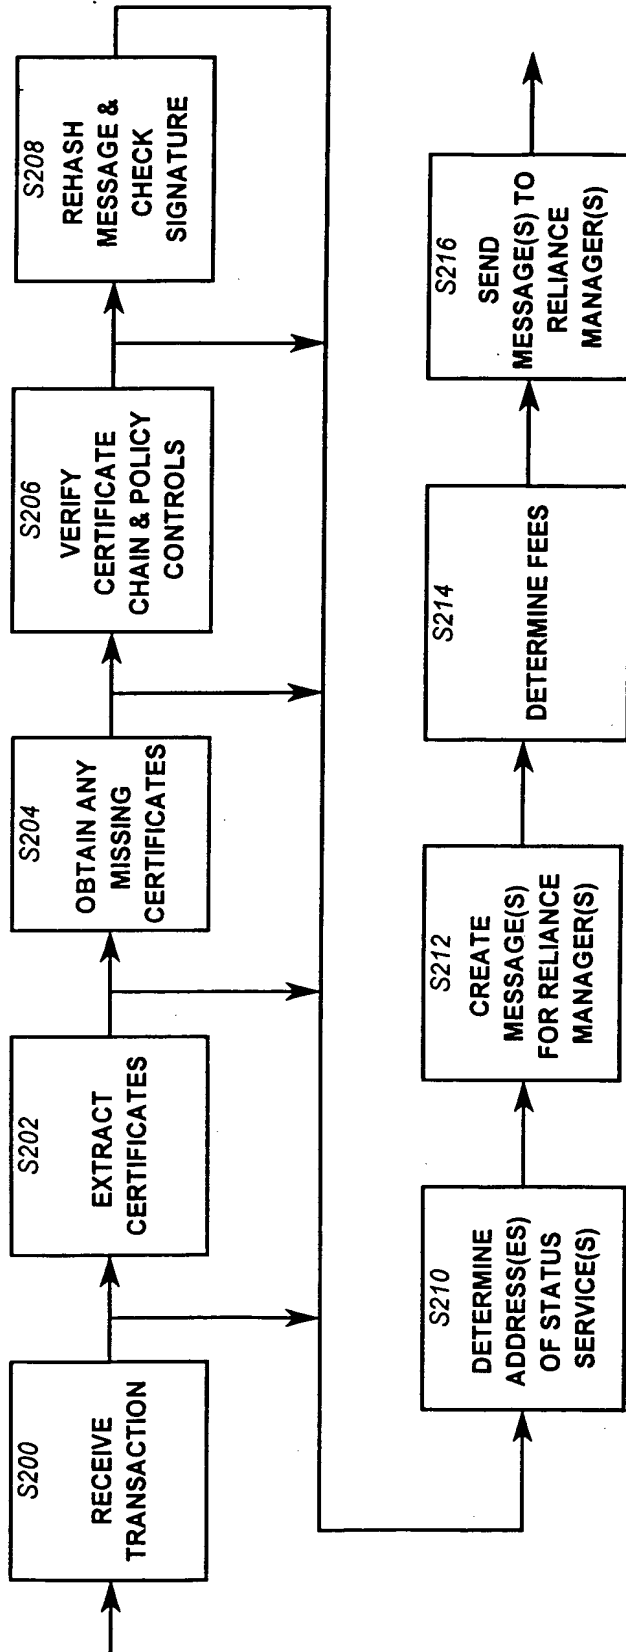 S200
RECEIVE
TRANSACTION
S202
EXTRACT
CERTIFICATES
S204
OBTAIN ANY
MISSING
CERTIFICATES
S206
VERIFY
CERTIFICATE
CHAIN & POLICY
CONTROLS
S208
REHASH
MESSAGE &
CHECK
SIGNATURE
S210
DETERMINE
ADDRESS(ES)
OF STATUS
SERVICE(S)
S212
CREATE
MESSAGE(S)
FOR RELIANCE
MANAGER(S)
S214
DETERMINE FEES
S216
SEND
MESSAGE(S) TO
RELIANCE
MANAGER(S)